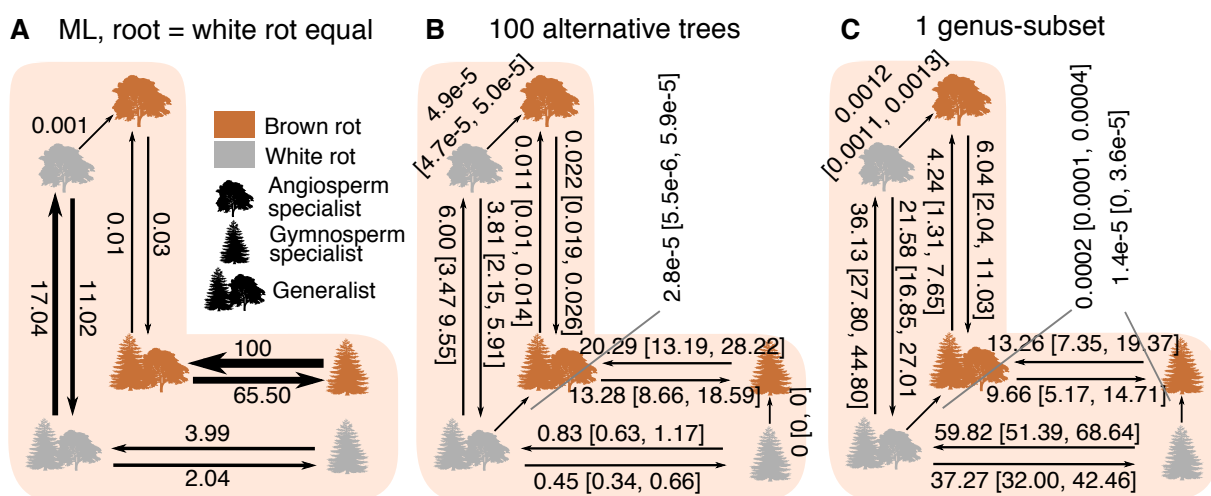 A ML, root = white rot equal
0.001
Brown rot
White rot
Angiosperm
specialist
Gymnosperm
specialist
Generalist
0.01
0.03
17.04
11.02
100
65.50
3.99
2.04
B 100 alternative trees
4.9e-5
[4.7e-5, 5.0e-5]
0.011 [0.01, 0.014]
0.022 [0.019, 0.026]
2.8e-5 [5.5e-6, 5.9e-5]
6.00 [3.47 9.55]
3.81 [2.15, 5.91]
20.29 [13.19, 28.22]
13.28 [8.66, 18.59]
0 [0, 0]
0.83 [0.63, 1.17]
0.45 [0.34, 0.66]
C 1 genus-subset
0.0012
[0.0011, 0.0013]
4.24 [1.31, 7.65]
6.04 [2.04, 11.03]
0.0002 [0.0001, 0.0004]
1.4e-5 [0, 3.6e-5]
36.13 [27.80, 44.80]
21.58 [16.85, 27.01
13.26 [7.35, 19.37]
9.66 [5.17, 14.71]
59.82 [51.39, 68.64]
37.27 [32.00, 42.46]